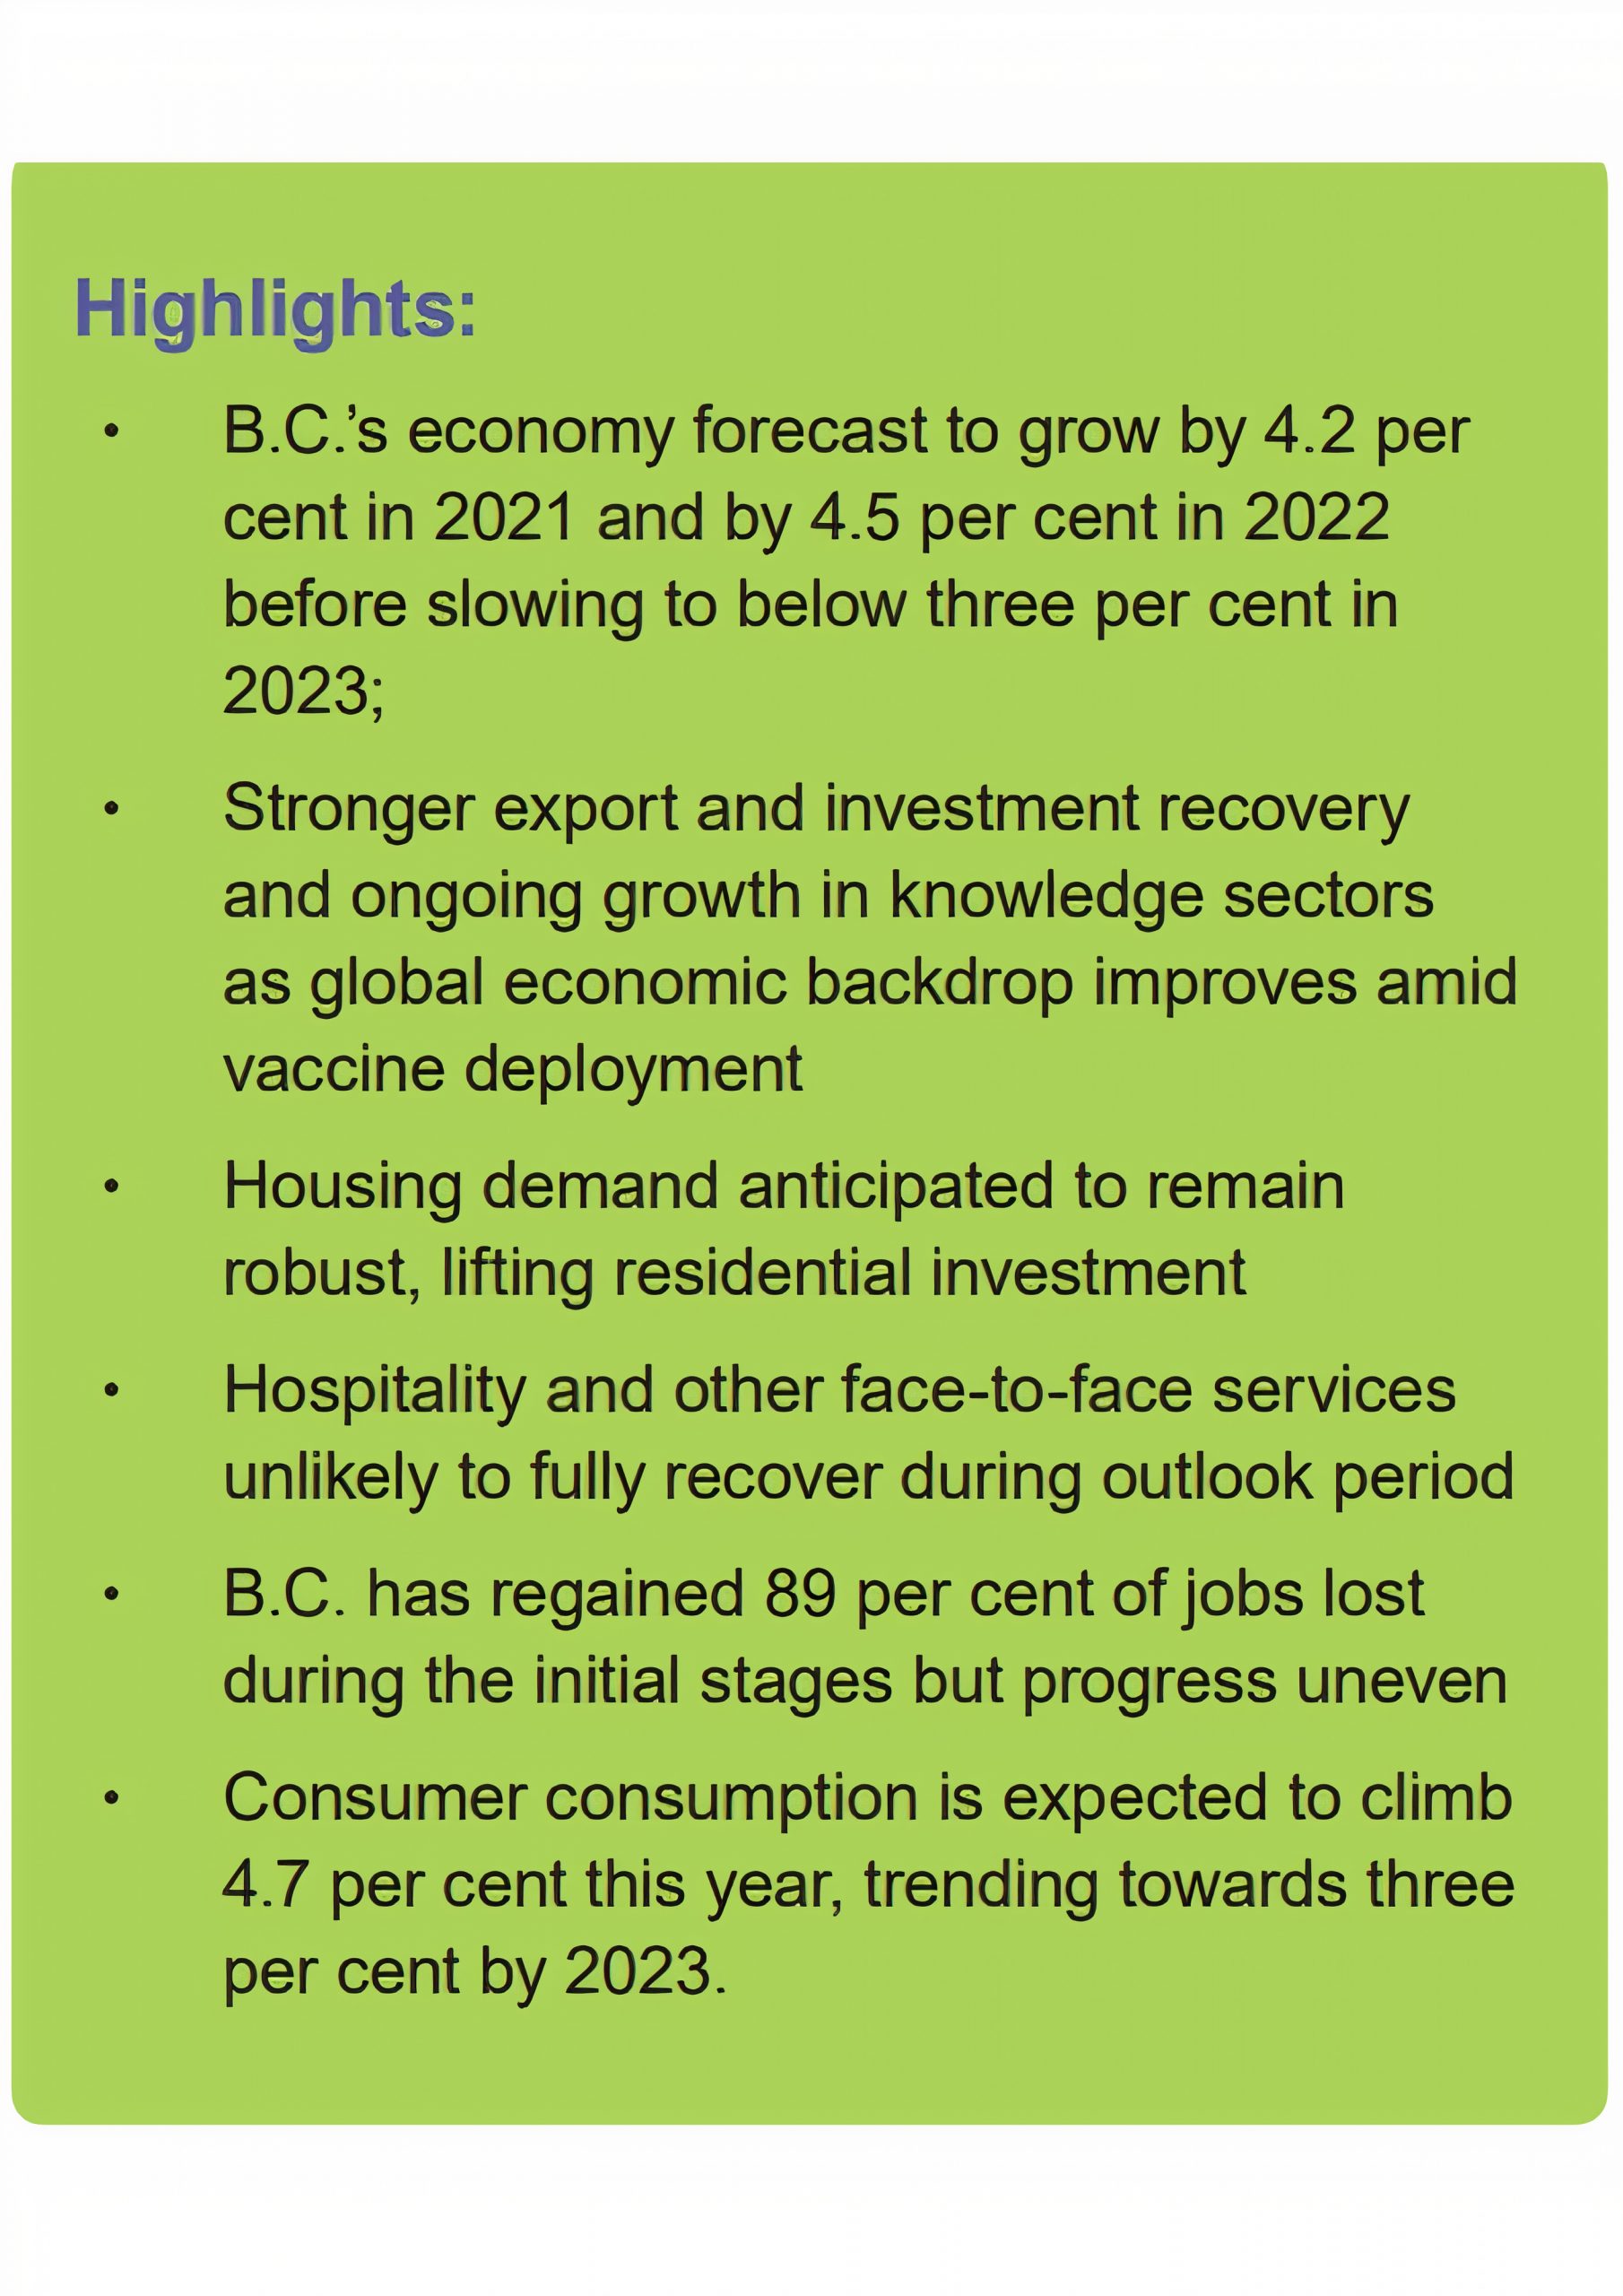 Highlights:
• B.C.’s economy forecast to grow by 4.2 per
cent in 2021 and by 4.5 per cent in 2022
before slowing to below three per cent in
2023;
• Stronger export and investment recovery
and ongoing growth in knowledge sectors
as global economic backdrop improves amid
vaccine deployment
• Housing demand anticipated to remain
robust, lifting residential investment
• Hospitality and other face-to-face services
unlikely to fully recover during outlook period
• B.C. has regained 89 per cent of jobs lost
during the initial stages but progress uneven
• Consumer consumption is expected to climb
4.7 per cent this year, trending towards three
per cent by 2023.